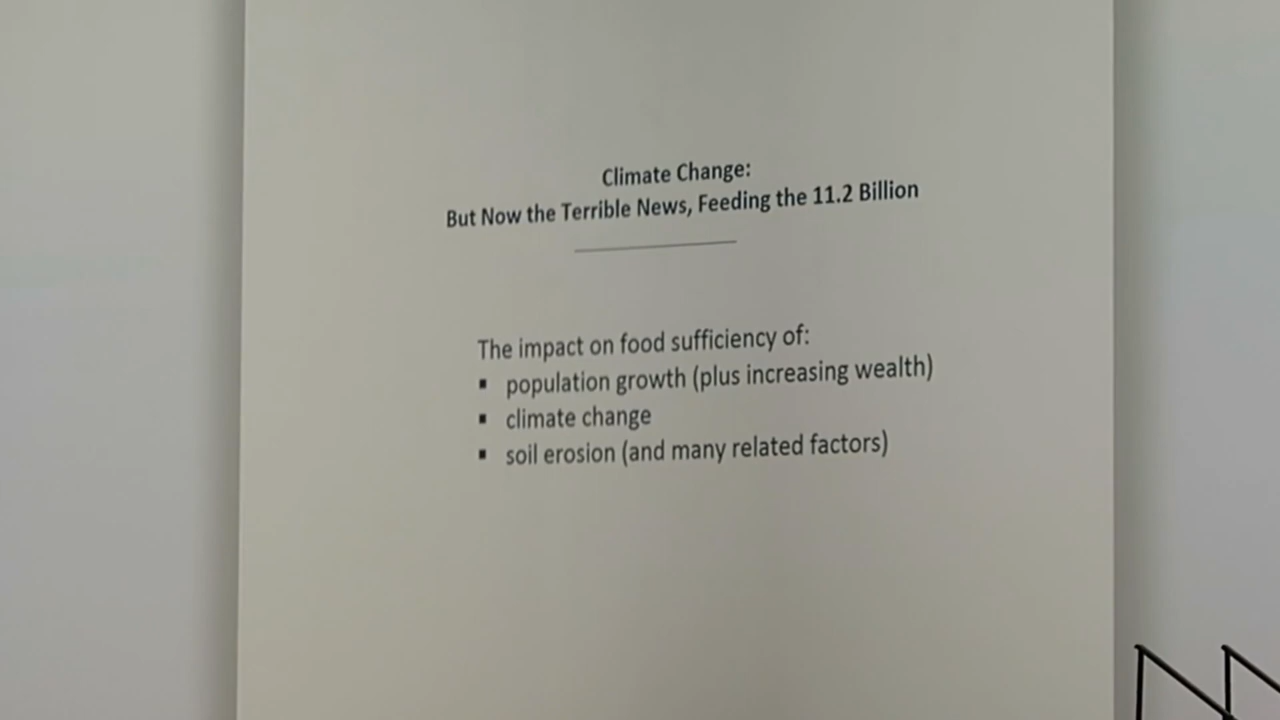 Climate Change:
But Now the Terrible News, Feeding the 11.2 Billion
The impact on food sufficiency of:
▪ population growth (plus increasing wealth)
▪ climate change
▪ soil erosion (and many related factors)